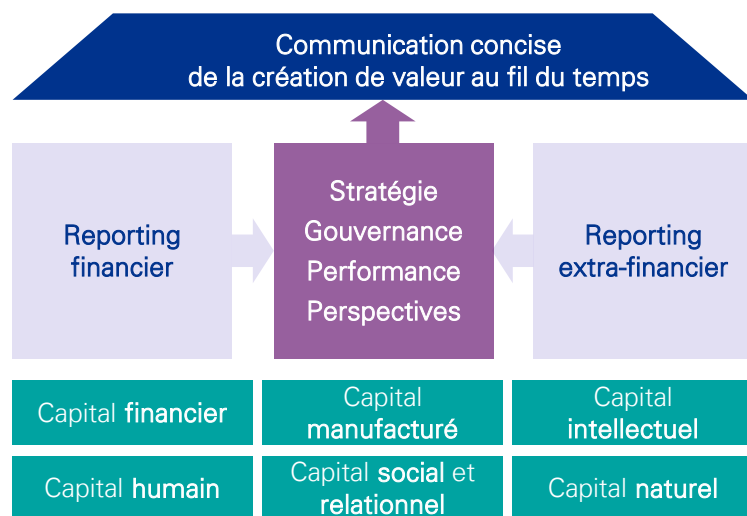 Communication concise
de la création de valeur au fil du temps
Reporting
financier
Stratégie
Gouvernance
Performance
Perspectives
Reporting
extra-financier
Capital financier
Capital
manufacturé
Capital
intellectuel
Capital humain
Capital social et
relationnel
Capital naturel